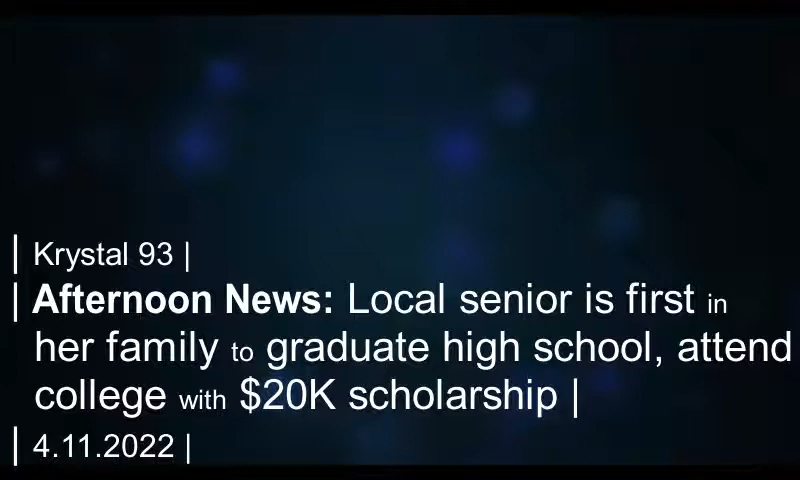 | Krystal 93 |
| Afternoon News: Local senior is first in
her family to graduate high school, attend
college with $20K scholarship |
| 4.11.2022 |